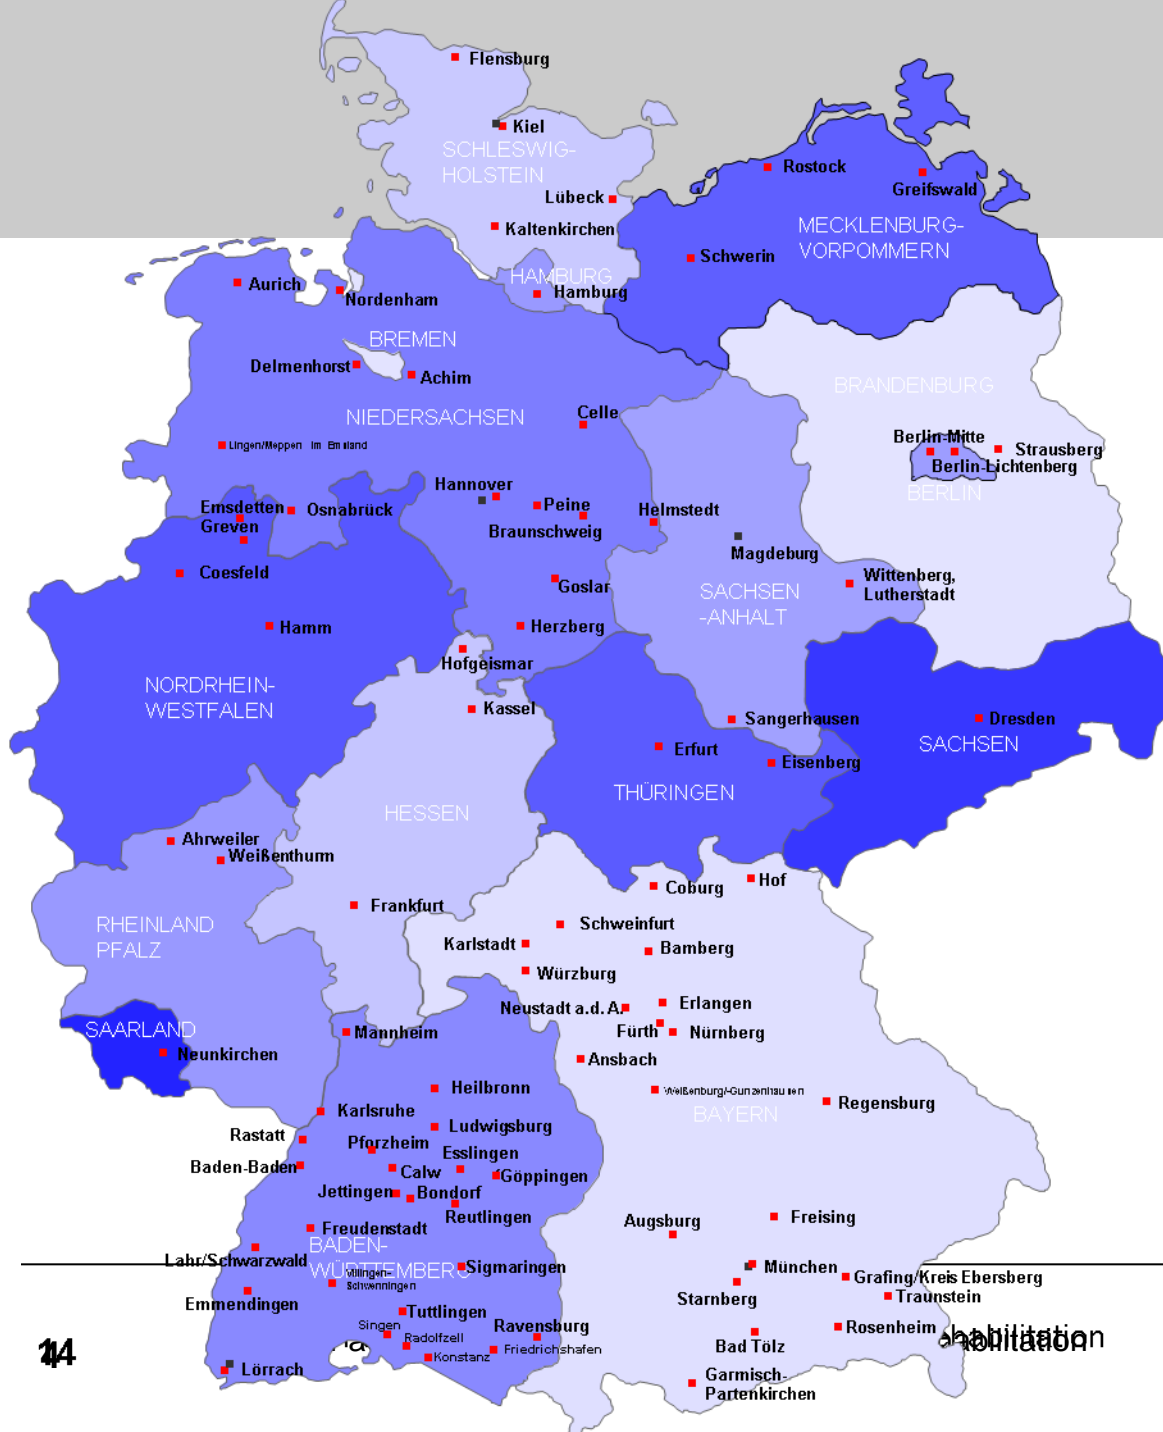 Flensburg
Kiel
SCHLESWIG-
HOLSTEIN
Lübeck
Kaltenkirchen
Rostock
Greifswald
MECKLENBURG-
VORPOMMERN
Schwerin
HAMBURG
Hamburg
Aurich
Nordenham
BREMEN
Delmenhorst
Achim
NIEDERSACHSEN
Celle
BRANDENBURG
Berlin-Mitte
Strausberg
Berlin-Lichtenberg
BERLIN
Lingen/Meppen im Emsland
Hannover
Peine
Braunschweig
Helmstedt
Emsdetten
Osnabrück
Greven
Magdeburg
Coesfeld
Goslar
Wittenberg,
Lutherstadt
SACHSEN
-ANHALT
Hamm
Herzberg
Hofgeismar
NORDRHEIN-
WESTFALEN
Kassel
Sangerhausen
Dresden
SACHSEN
Erfurt
Eisenberg
THÜRINGEN
HESSEN
Ahrweiler
Weißenthurm
Coburg
Hof
Frankfurt
RHEINLAND
PFALZ
Schweinfurt
Karlstadt
Bamberg
Würzburg
Neustadt a.d. A.
Erlangen
SAARLAND
Neunkirchen
Mannheim
Fürth
Nürnberg
Ansbach
Heilbronn
Weißenburg/-Gunzenhausen
BAYERN
Regensburg
Karlsruhe
Rastatt
Ludwigsburg
Pforzheim
Esslingen
Baden-Baden
Calw
Göppingen
Jettingen
Bondorf
Reutlingen
Freudenstadt
Augsburg
Freising
BADEN-
WÜRTTEMBERG
Lahr/Schwarzwald
Sigmaringen
Villingen-
Schwenningen
München
Grafing/Kreis Ebersberg
Traunstein
Starnberg
Emmendingen
Tuttlingen
Singen
Radolfzell
Ravensburg
Friedrichshafen
Konstanz
Rosenheim
Bad Tölz
Lörrach
Garmisch-
Partenkirchen
14
habilitation